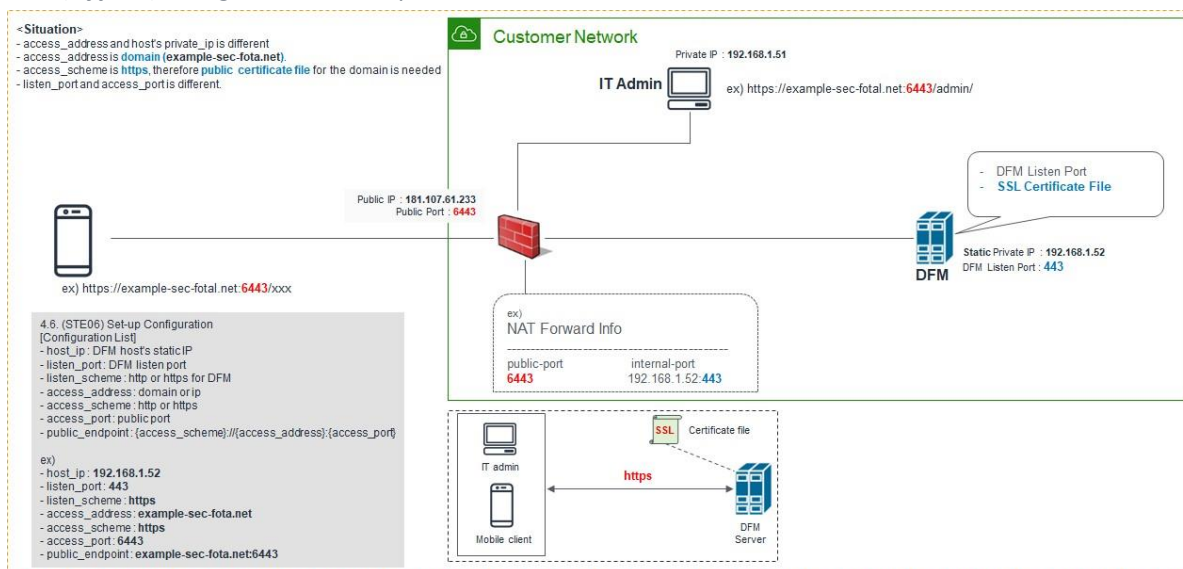 <Situation>
- access_address and host's private_ip is different
- access_address is domain (example-sec-fota.net).
- access_scheme is https, therefore public certificate file for the domain is needed
- listen_port and access_port is different.
Customer Network
Private IP : 192.168.1.51
IT Admin
ex) https://example-sec-fotal.net:6443/admin/
- DFM Listen Port
- SSL Certificate File
Public IP : 181.107.61.233
Public Port : 6443
Static Private IP : 192.168.1.52
DFM Listen Port : 443
DFM
ex) https://example-sec-fotal.net:6443/xxx
ex)
NAT Forward Info
public-port internal-port
6443 192.168.1.52:443
4.6. (STE06) Set-up Configuration
[Configuration List]
- host_ip : DFM host's static IP
- listen_port : DFM listen port
- listen_scheme : http or https for DFM
- access_address : domain or ip
- access_scheme : http or https
- access_port : public port
- public_endpoint : {access_scheme}://{access_address}:{access_port}
ex)
- host_ip : 192.168.1.52
- listen_port : 443
- listen_scheme : https
- access_address : example-sec-fota.net
- access_scheme : https
- access_port : 6443
- public_endpoint : example-sec-fota.net:6443
SSL Certificate file
IT admin
https
Mobile client
DFM
Server